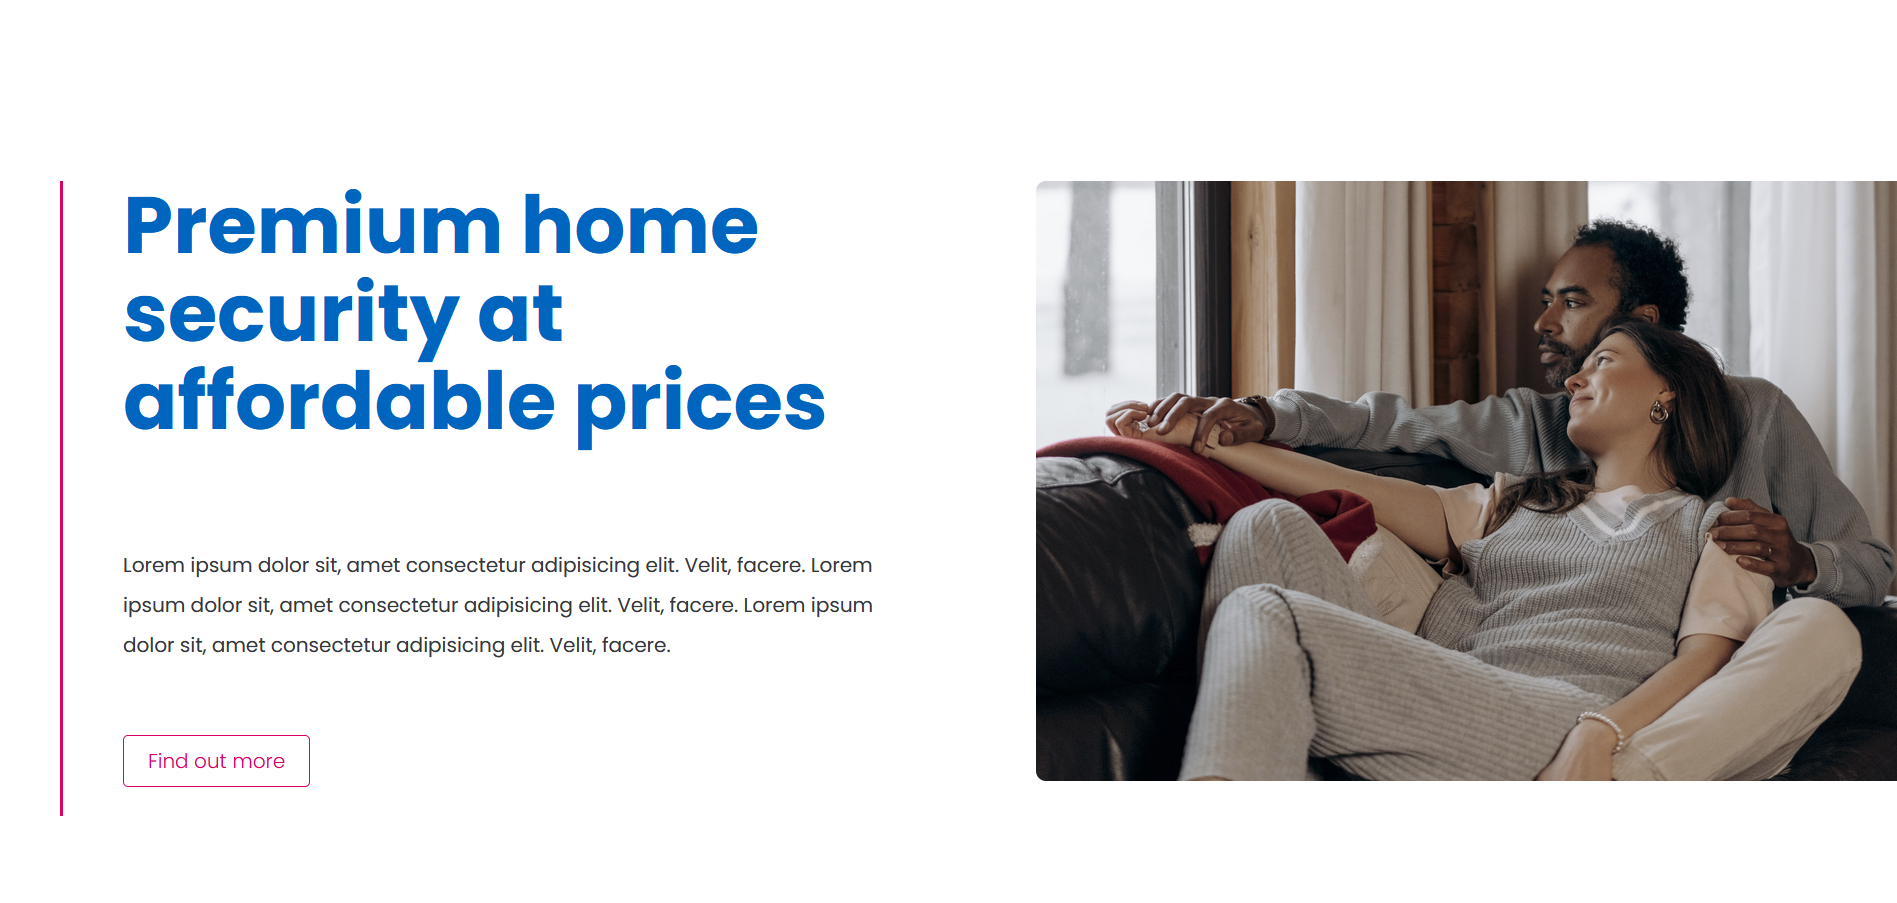 Premium home
security at
affordable prices
Lorem ipsum dolor sit, amet consectetur adipisicing elit. Velit, facere. Lorem
ipsum dolor sit, amet consectetur adipisicing elit. Velit, facere. Lorem ipsum
dolor sit, amet consectetur adipisicing elit. Velit, facere.
Find out more